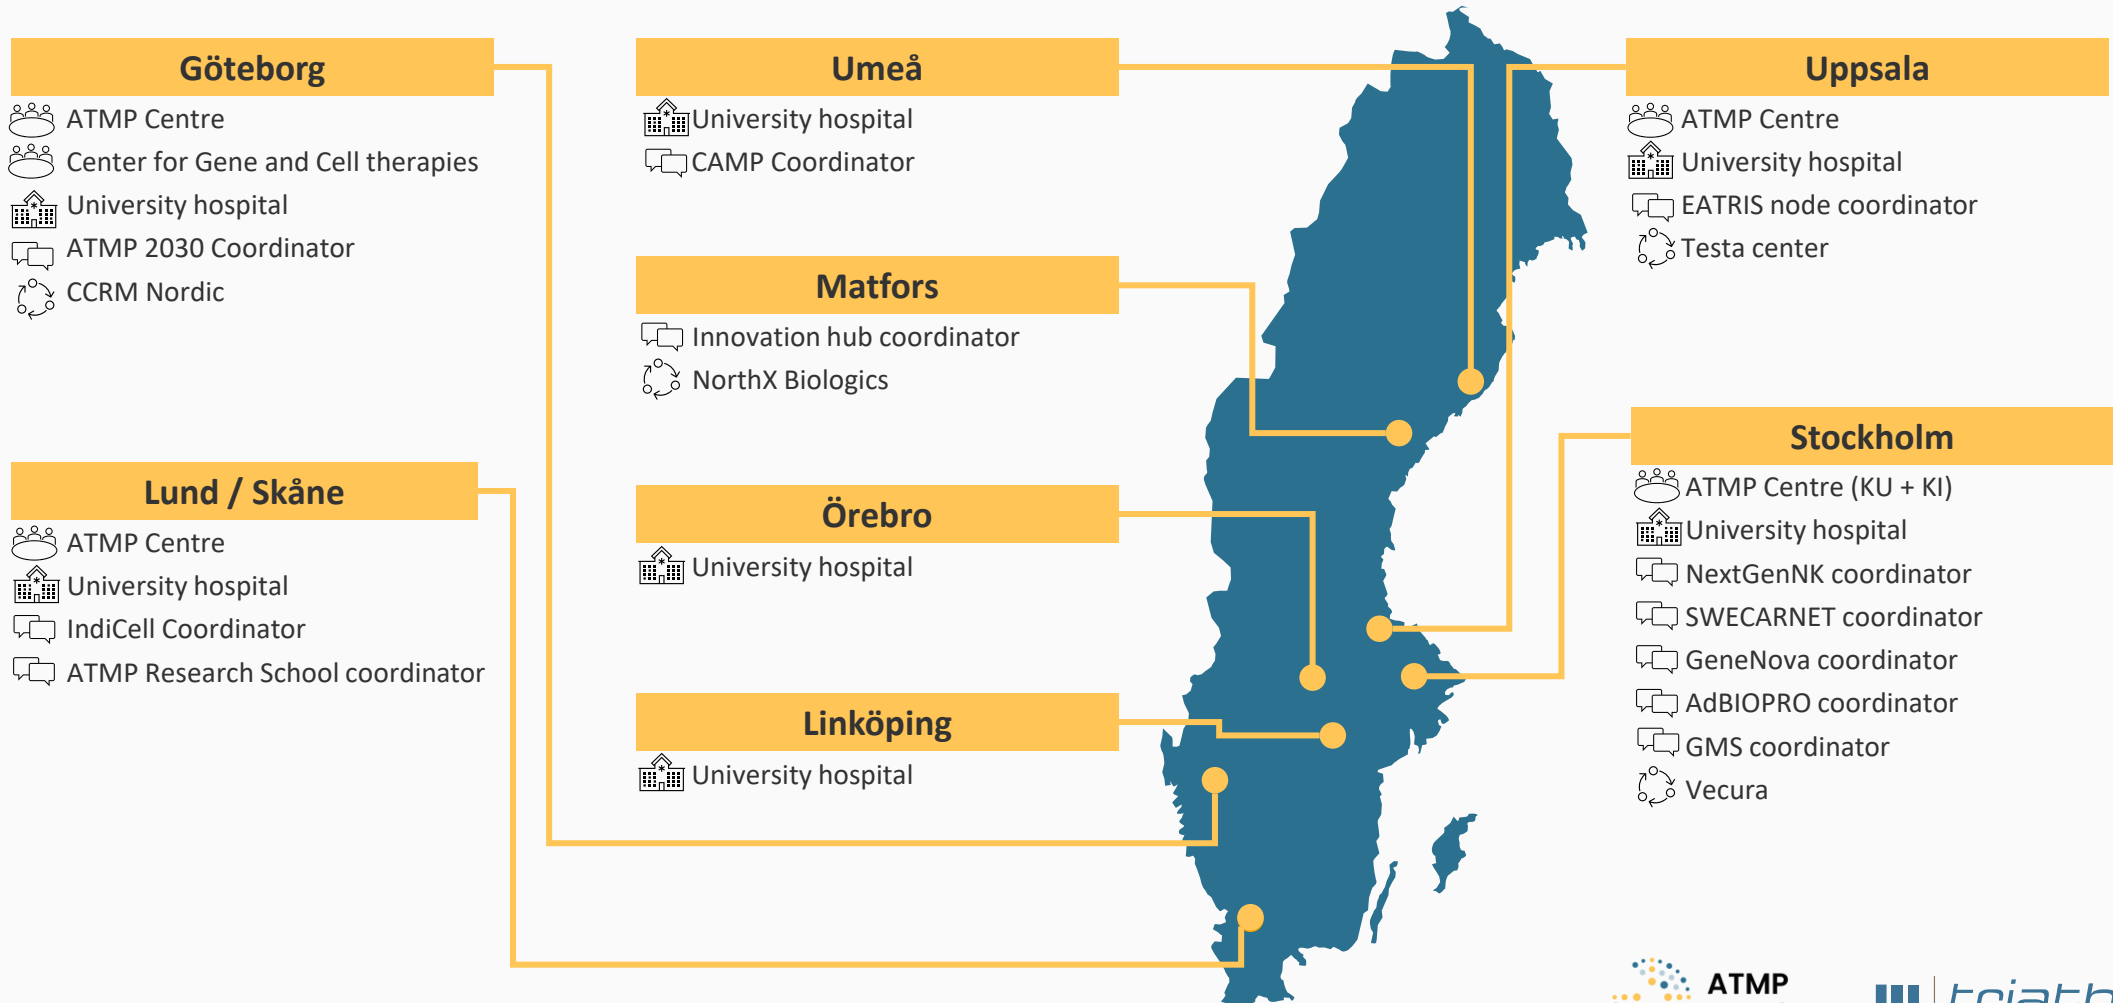 Göteborg
ATMP Centre
Center for Gene and Cell therapies
University hospital
ATMP 2030 Coordinator
CCRM Nordic
Lund / Skåne
ATMP Centre
University hospital
IndiCell Coordinator
ATMP Research School coordinator
Umeå
University hospital
CAMP Coordinator
Matfors
Innovation hub coordinator
NorthX Biologics
Örebro
University hospital
Linköping
University hospital
Uppsala
ATMP Centre
University hospital
EATRIS node coordinator
Testa center
Stockholm
ATMP Centre (KU + KI)
University hospital
NextGenNK coordinator
SWECARNET coordinator
GeneNova coordinator
AdBIOPRO coordinator
GMS coordinator
Vecura
ATMP